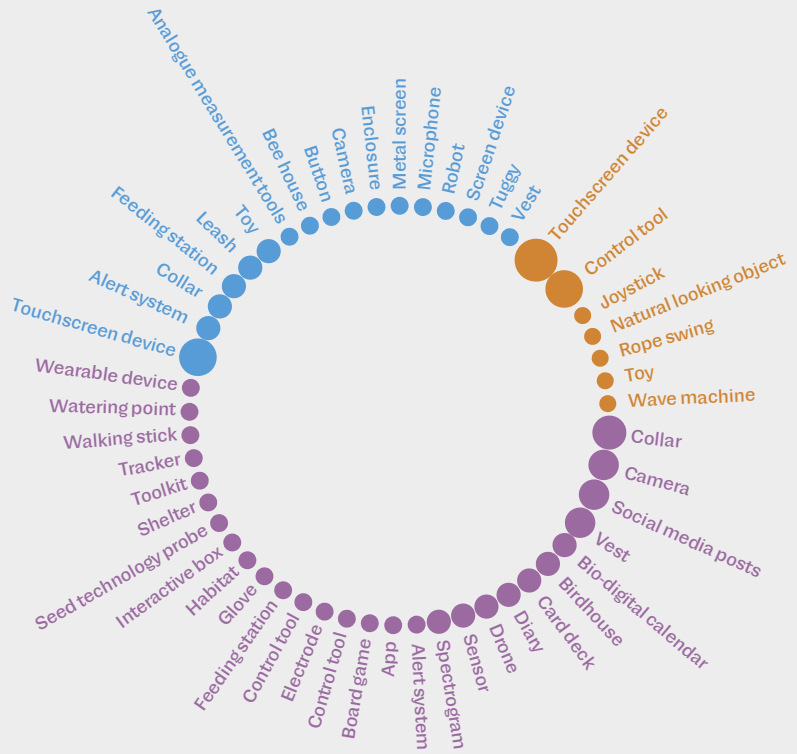 Touchscreen device
Alert system
Collar
Feeding station
Leash
Toy
Analogue measurement tools
Bee house
Button
Camera
Enclosure
Metal screen
Microphone
Robot
Screen device
Tuggy
Vest
Touchscreen device
Control tool
Joystick
Natural looking object
Rope swing
Toy
Wave machine
Collar
Camera
Social media posts
Vest
Bio-digital calendar
Birdhouse
Card deck
Diary
Drone
Sensor
Spectrogram
Alert system
App
Board game
Control tool
Electrode
Control tool
Feeding station
Glove
Habitat
Interactive box
Seed technology probe
Shelter
Toolkit
Tracker
Walking stick
Watering point
Wearable device